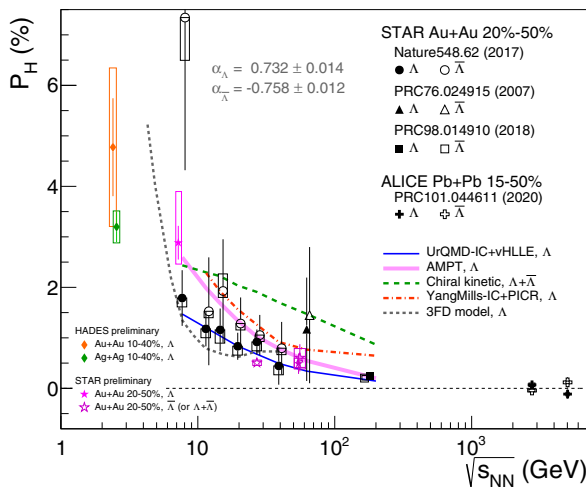 P_H (%)
6
4
2
0
1
10
10²
10³
√s_NN (GeV)
α_Λ = 0.732 ± 0.014
α_Λ̅ = -0.758 ± 0.012
STAR Au+Au 20%-50%
Nature548.62 (2017)
Λ Λ̅
PRC76.024915 (2007)
Λ Λ̅
PRC98.014910 (2018)
Λ Λ̅
ALICE Pb+Pb 15-50%
PRC101.044611 (2020)
Λ Λ̅
UrQMD-IC+vHLLE, Λ
AMPT, Λ
Chiral kinetic, Λ+Λ̅
YangMills-IC+PICR, Λ
3FD model, Λ
HADES preliminary
Au+Au 10-40%, Λ
Ag+Ag 10-40%, Λ
STAR preliminary
Au+Au 20-50%, Λ
Au+Au 20-50%, Λ̅ (or Λ+Λ̅)